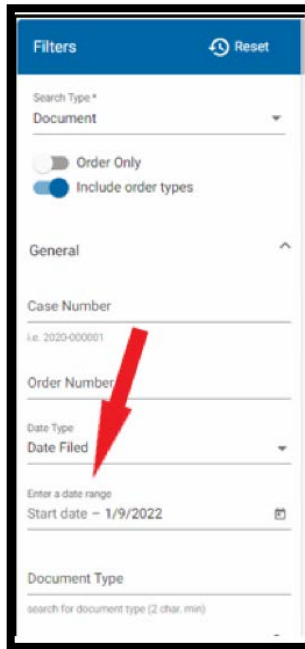 Filters
Reset
Search Type *
Document
Order Only
Include order types
General
Case Number
i.e. 2020-000001
Order Number
Date Type
Date Filed
Enter a date range
Start date – 1/9/2022
Document Type
search for document type (2 char. min)